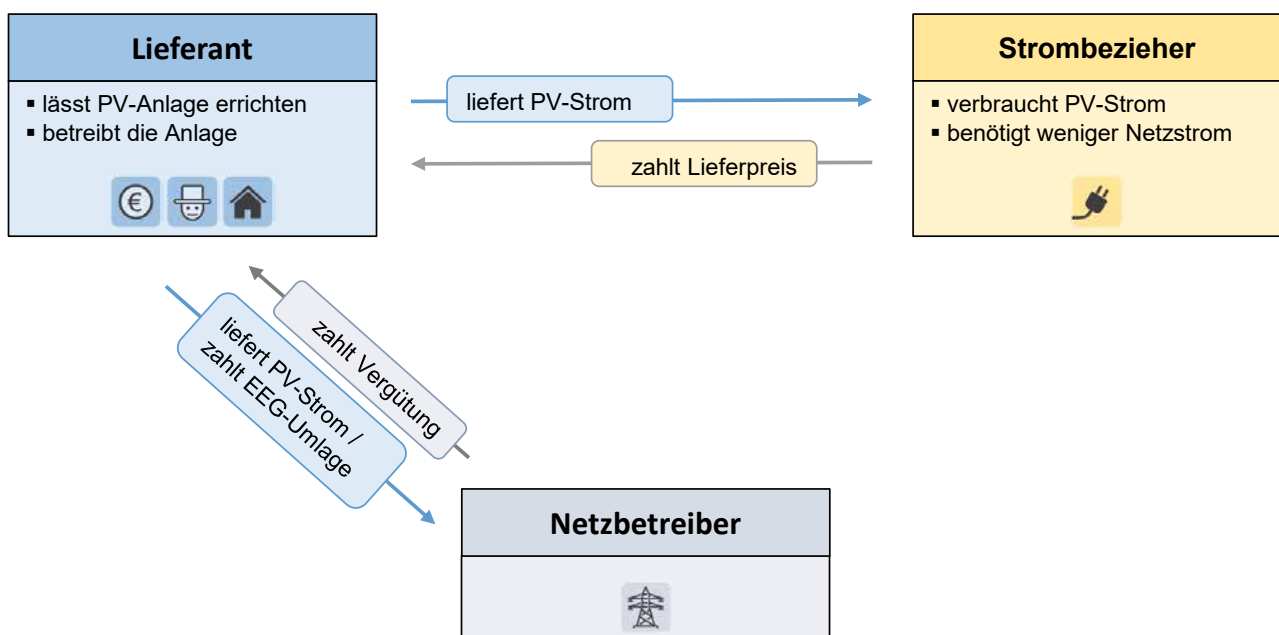 Lieferant
▪ lässt PV-Anlage errichten
▪ betreibt die Anlage
€
liefert PV-Strom
zahlt Lieferpreis
Strombezieher
▪ verbraucht PV-Strom
▪ benötigt weniger Netzstrom
liefert PV-Strom /
zahlt EEG-Umlage
zahlt Vergütung
Netzbetreiber